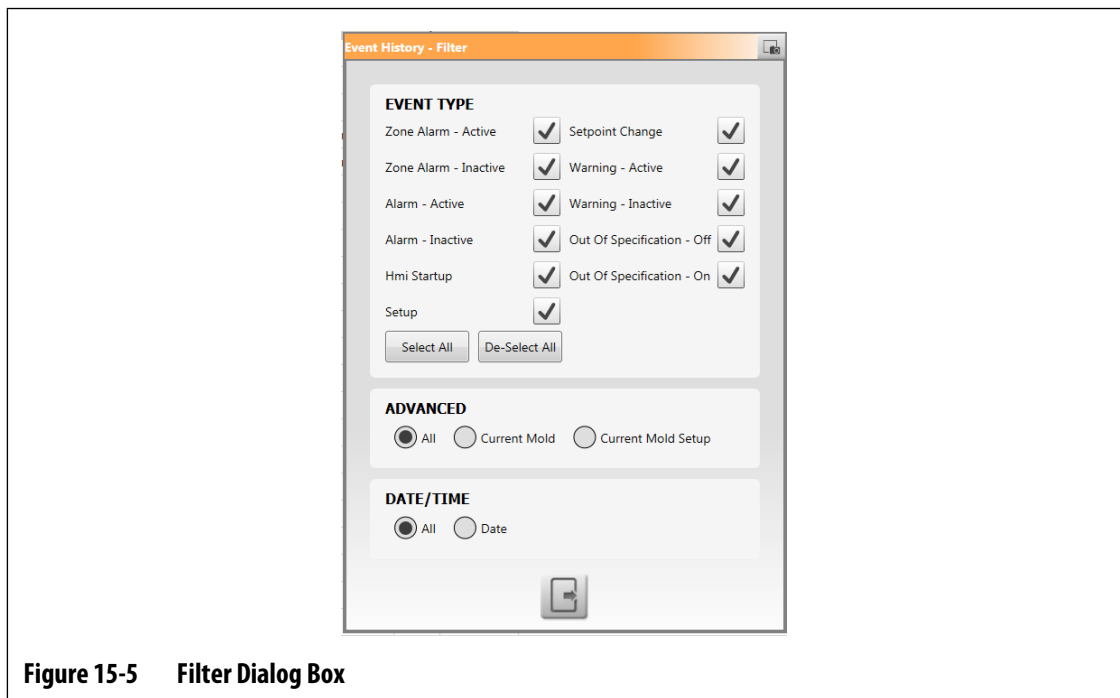 Event History - Filter
EVENT TYPE
Zone Alarm - Active
Setpoint Change
Zone Alarm - Inactive
Warning - Active
Alarm - Active
Warning - Inactive
Alarm - Inactive
Out Of Specification - Off
Hmi Startup
Out Of Specification - On
Setup
Select All
De-Select All
ADVANCED
All
Current Mold
Current Mold Setup
DATE/TIME
All
Date
Figure 15-5 Filter Dialog Box